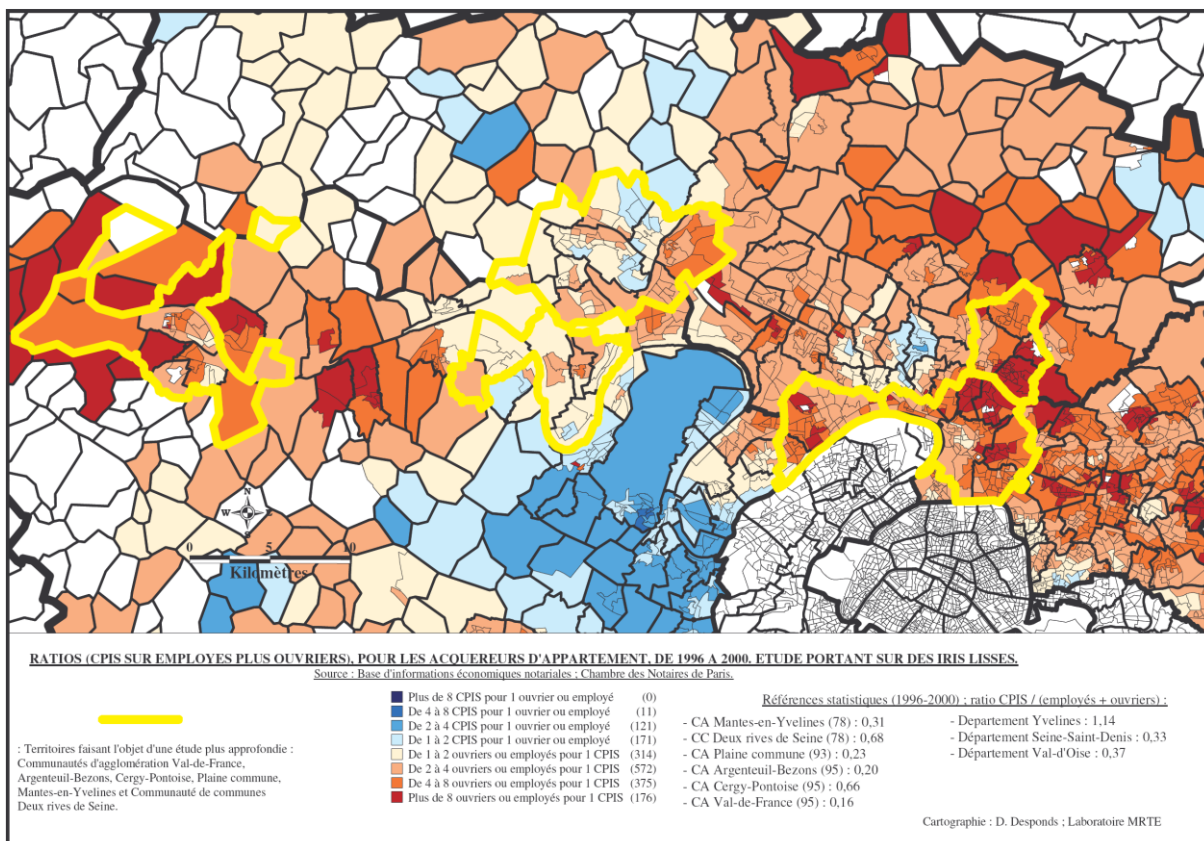 N
W
E
S
0 5 10
Kilomètres
RATIOS (CPIS SUR EMPLOYES PLUS OUVRIERS), POUR LES ACQUEREURS D'APPARTEMENT, DE 1996 A 2000. ETUDE PORTANT SUR DES IRIS LISSES.
Source : Base d'informations économiques notariales ; Chambre des Notaires de Paris.
: Territoires faisant l'objet d'une étude plus approfondie :
Communautés d'agglomération Val-de-France,
Argenteuil-Bezons, Cergy-Pontoise, Plaine commune,
Mantes-en-Yvelines et Communauté de communes
Deux rives de Seine.
Plus de 8 CPIS pour 1 ouvrier ou employé (0)
De 4 à 8 CPIS pour 1 ouvrier ou employé (11)
De 2 à 4 CPIS pour 1 ouvrier ou employé (121)
De 1 à 2 CPIS pour 1 ouvrier ou employé (171)
De 1 à 2 ouvriers ou employés pour 1 CPIS (314)
De 2 à 4 ouvriers ou employés pour 1 CPIS (572)
De 4 à 8 ouvriers ou employés pour 1 CPIS (375)
Plus de 8 ouvriers ou employés pour 1 CPIS (176)
Références statistiques (1996-2000) ; ratio CPIS / (employés + ouvriers) :
- CA Mantes-en-Yvelines (78) : 0,31
- CC Deux rives de Seine (78) : 0,68
- CA Plaine commune (93) : 0,23
- CA Argenteuil-Bezons (95) : 0,20
- CA Cergy-Pontoise (95) : 0,66
- CA Val-de-France (95) : 0,16
- Departement Yvelines : 1,14
- Département Seine-Saint-Denis : 0,33
- Département Val-d'Oise : 0,37
Cartographie : D. Desponds ; Laboratoire MRTE